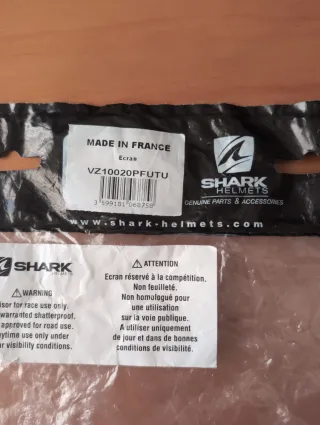 MADE IN FRANCE
Ecran
VZ10020PFUTU
SHARK
HELMETS
GENUINE PARTS & ACCESSORIES
www.shark-helmets.com
SHARK
WARNING
isor for race use only.
warranted shatterproof.
approved for road use.
aytime use only under
r visibility conditions.
ATTENTION
Ecran réservé à la compétition.
Non feuilleté.
Non homologué pour
une utilisation
sur la voie publique.
A utiliser uniquement
de jour et dans de bonnes
conditions de visibilité.